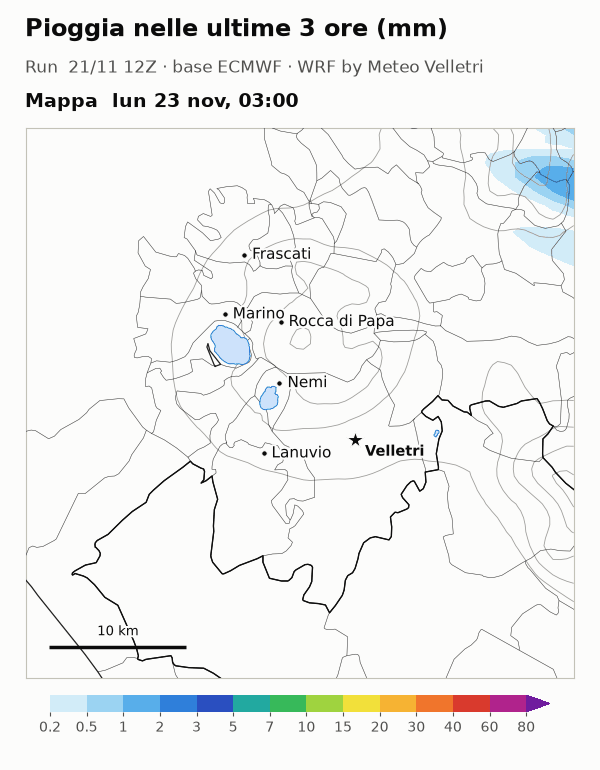 Pioggia nelle ultime 3 ore (mm)
Run  21/11 12Z · base ECMWF · WRF by Meteo Velletri
Mappa  lun 23 nov, 03:00
Frascati
Marino
Rocca di Papa
Nemi
Velletri
Lanuvio
10 km
0.2 0.5 1 2 3 5 7 10 15 20 30 40 60 80